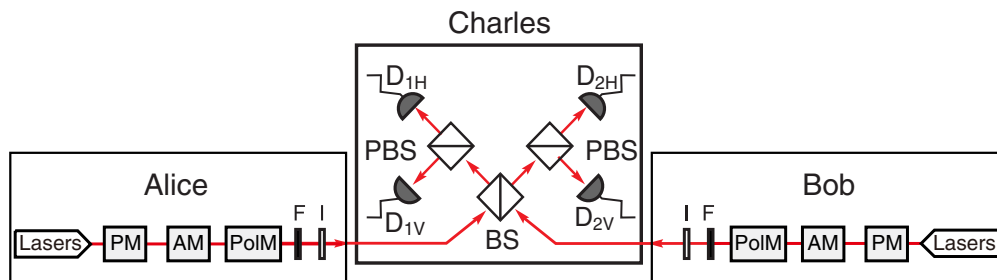 Charles
D1H
D2H
PBS
PBS
D1V
D2V
BS
Alice
Bob
F I
I F
Lasers PM AM PolM
PolM AM PM Lasers